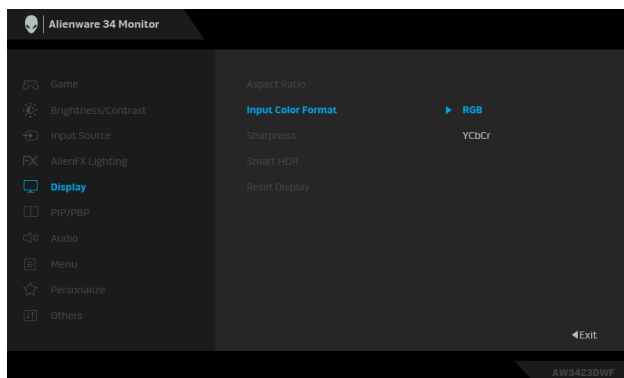 Alienware 34 Monitor
Game
Brightness/Contrast
Input Source
AlienFX Lighting
Display
PIP/PBP
Audio
Menu
Personalize
Others
Aspect Ratio
Input Color Format
Sharpness
Smart HDR
Reset Display
RGB
YCbCr
Exit
AW3423DWF